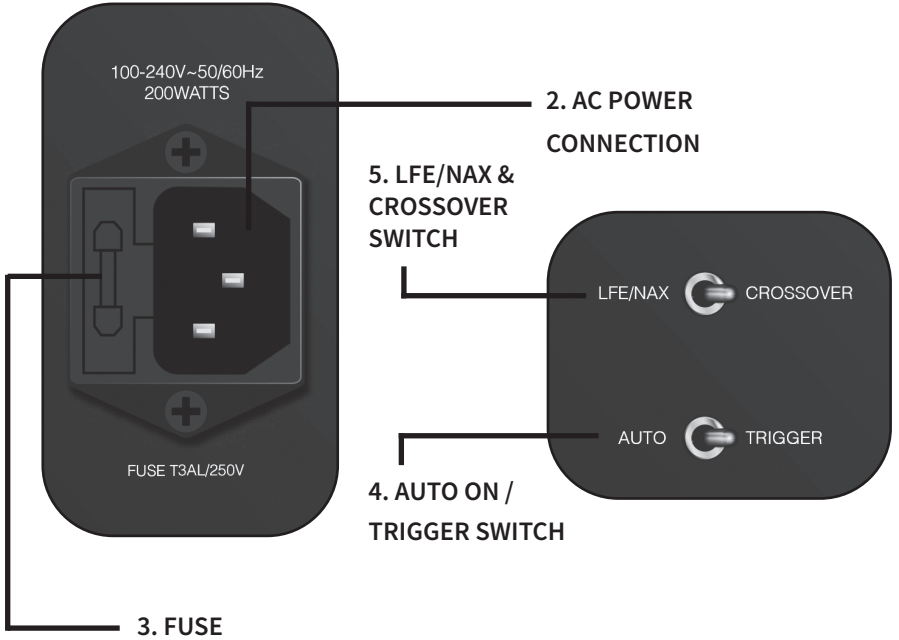 100-240V~50/60Hz
200WATTS
2. AC POWER
CONNECTION
5. LFE/NAX &
CROSSOVER
SWITCH
LFE/NAX CROSSOVER
AUTO TRIGGER
FUSE T3AL/250V
4. AUTO ON /
TRIGGER SWITCH
3. FUSE